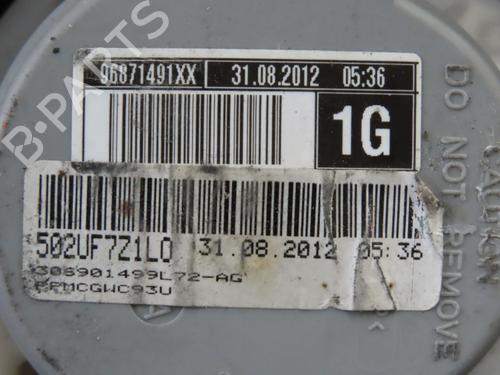 B-PARTS
96871491XX 31.08.2012 05:36
1G
502UF7Z1L0 31.08.2012 05:36
308901499L72-AG
DO NOT REMOVE